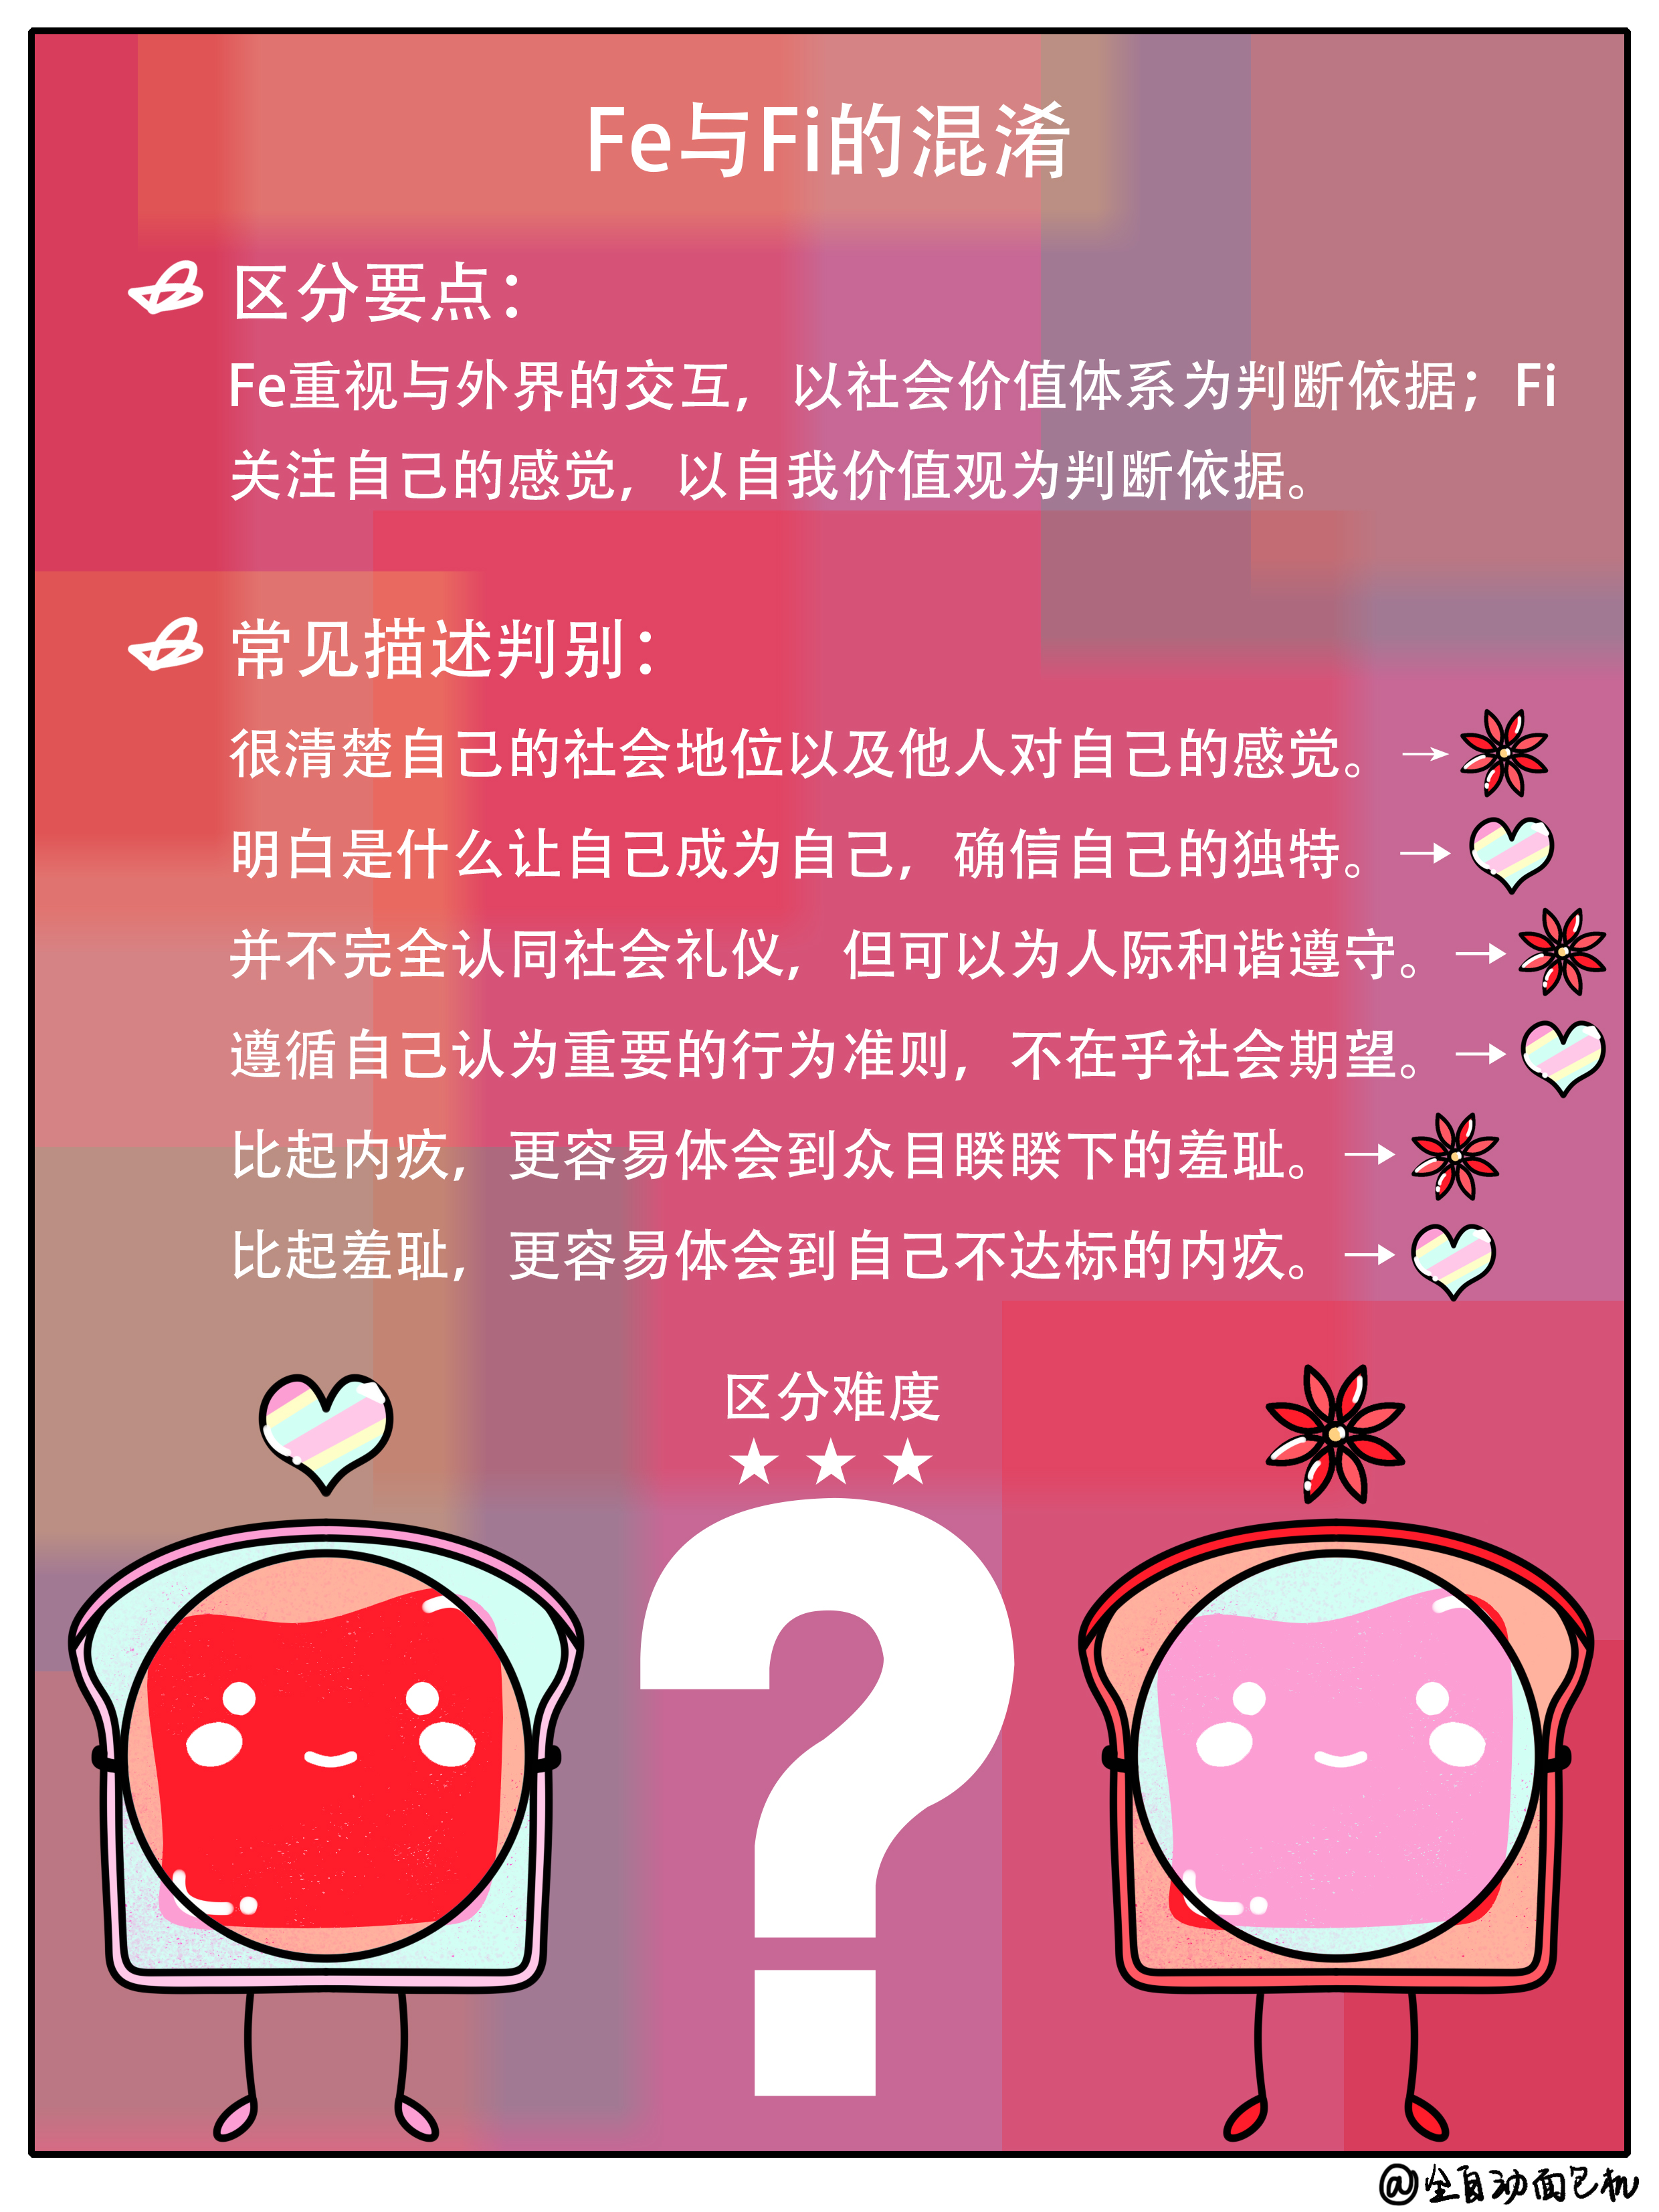 Fe与Fi的混淆
区分要点：
Fe重视与外界的交互，以社会价值体系为判断依据；Fi
关注自己的感觉，以自我价值观为判断依据。
常见描述判别：
很清楚自己的社会地位以及他人对自己的感觉。→
明白是什么让自己成为自己，确信自己的独特。→
并不完全认同社会礼仪，但可以为人际和谐遵守。→
遵循自己认为重要的行为准则，不在乎社会期望。→
比起内疚，更容易体会到众目睽睽下的羞耻。→
比起羞耻，更容易体会到自己不达标的内疚。→
区分难度
★ ★ ★
?
@全自动面包机